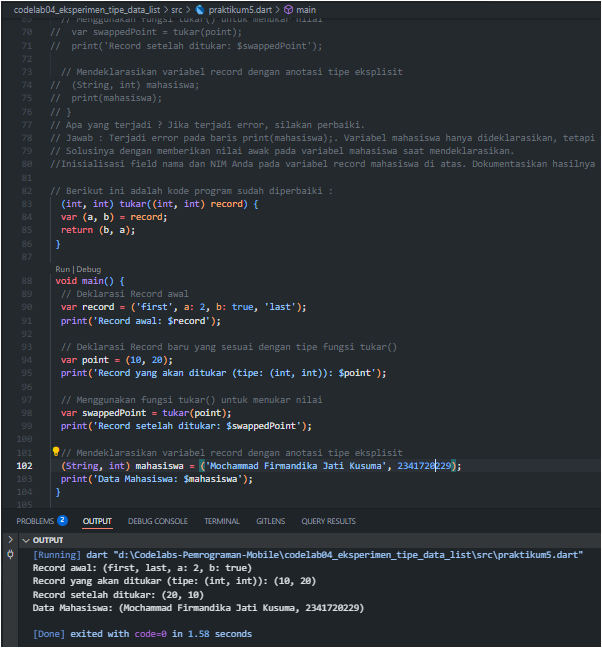 codelab04_eksperimen_tipe_data_list > src > praktikum5.dart > main
69 // Menggunakan fungsi tukar() untuk menukar nilai
70 // var swappedPoint = tukar(point);
71 // print('Record setelah ditukar: $swappedPoint');
72
73 // Mendeklarasikan variabel record dengan anotasi tipe eksplisit
74 // (String, int) mahasiswa;
75 // print(mahasiswa);
76 // }
77 // Apa yang terjadi ? Jika terjadi error, silakan perbaiki.
78 // Jawab : Terjadi error pada baris print(mahasiswa);. Variabel mahasiswa hanya dideklarasikan, tetapi
79 // Solusinya dengan memberikan nilai awak pada variabel mahasiswa saat mendeklarasikan.
80 //Inisialisasi field nama dan NIM Anda pada variabel record mahasiswa di atas. Dokumentasikan hasilnya
81
82 // Berikut ini adalah kode program sudah diperbaiki :
83 (int, int) tukar((int, int) record) {
84 var (a, b) = record;
85 return (b, a);
86 }
87
Run | Debug
88 void main() {
89 // Deklarasi Record awal
90 var record = ('first', a: 2, b: true, 'last');
91 print('Record awal: $record');
92
93 // Deklarasi Record baru yang sesuai dengan tipe fungsi tukar()
94 var point = (10, 20);
95 print('Record yang akan ditukar (tipe: (int, int)): $point');
96
97 // Menggunakan fungsi tukar() untuk menukar nilai
98 var swappedPoint = tukar(point);
99 print('Record setelah ditukar: $swappedPoint');
100
101 // Mendeklarasikan variabel record dengan anotasi tipe eksplisit
102 (String, int) mahasiswa = ('Mochammad Firmandika Jati Kusuma', 2341720229);
103 print('Data Mahasiswa: $mahasiswa');
104 }
105
PROBLEMS 2 OUTPUT DEBUG CONSOLE TERMINAL GITLENS QUERY RESULTS
OUTPUT
[Running] dart "d:\Codelabs-Pemrograman-Mobile\codelab04_eksperimen_tipe_data_list\src\praktikum5.dart"
Record awal: (first, last, a: 2, b: true)
Record yang akan ditukar (tipe: (int, int)): (10, 20)
Record setelah ditukar: (20, 10)
Data Mahasiswa: (Mochammad Firmandika Jati Kusuma, 2341720229)
[Done] exited with code=0 in 1.58 seconds